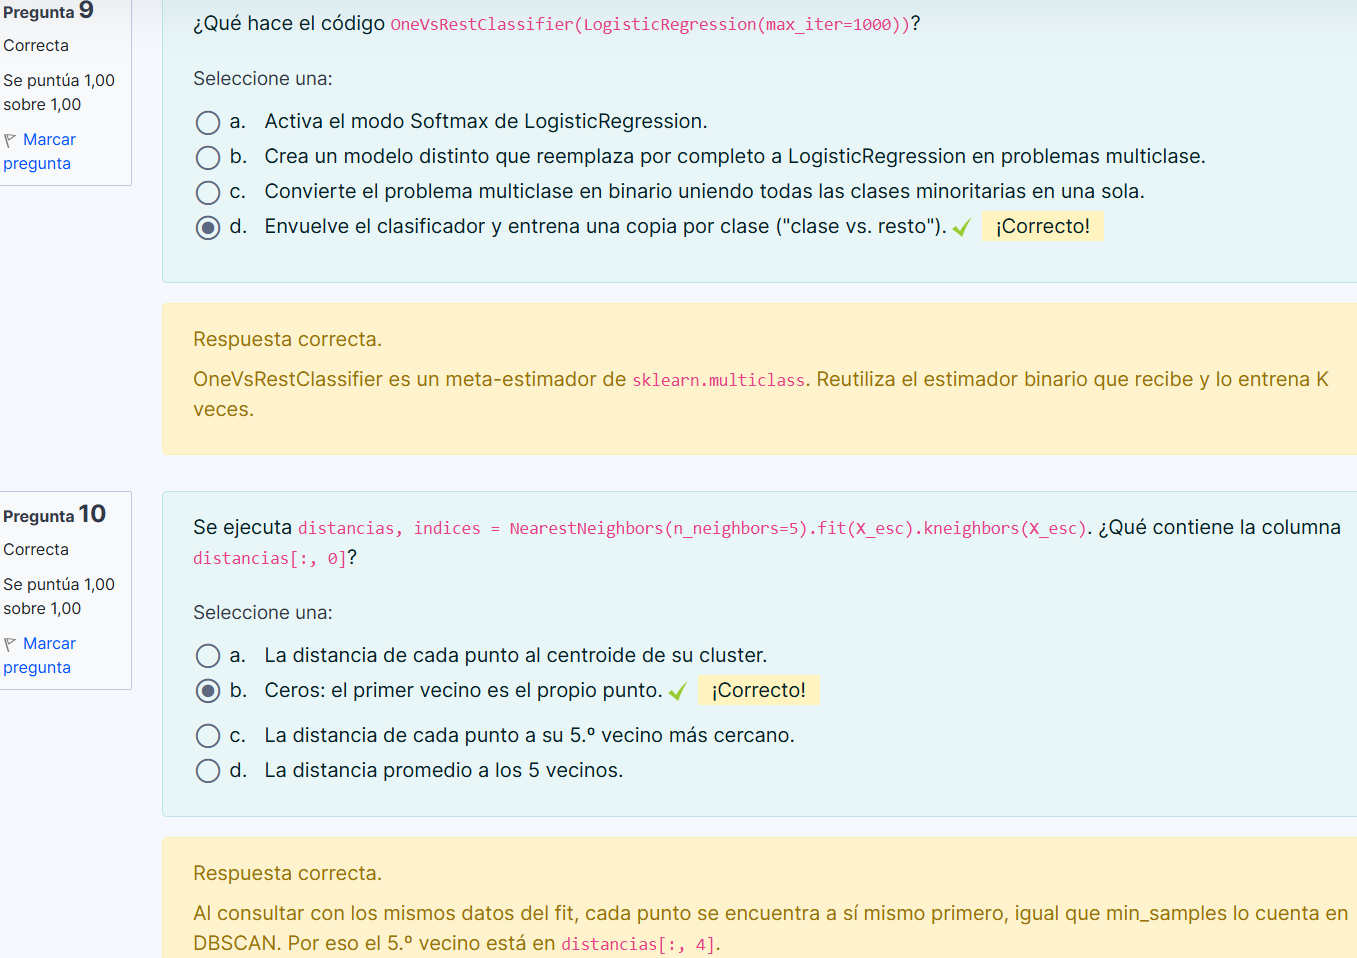 Pregunta 9
Correcta
Se puntúa 1,00
sobre 1,00
Marcar
pregunta
¿Qué hace el código OneVsRestClassifier(LogisticRegression(max_iter=1000))?
Seleccione una:
a. Activa el modo Softmax de LogisticRegression.
b. Crea un modelo distinto que reemplaza por completo a LogisticRegression en problemas multiclase.
c. Convierte el problema multiclase en binario uniendo todas las clases minoritarias en una sola.
d. Envuelve el clasificador y entrena una copia por clase ("clase vs. resto"). ¡Correcto!
Respuesta correcta.
OneVsRestClassifier es un meta-estimador de sklearn.multiclass. Reutiliza el estimador binario que recibe y lo entrena K
veces.
Pregunta 10
Correcta
Se puntúa 1,00
sobre 1,00
Marcar
pregunta
Se ejecuta distancias, indices = NearestNeighbors(n_neighbors=5).fit(X_esc).kneighbors(X_esc). ¿Qué contiene la columna
distancias[:, 0]?
Seleccione una:
a. La distancia de cada punto al centroide de su cluster.
b. Ceros: el primer vecino es el propio punto. ¡Correcto!
c. La distancia de cada punto a su 5.º vecino más cercano.
d. La distancia promedio a los 5 vecinos.
Respuesta correcta.
Al consultar con los mismos datos del fit, cada punto se encuentra a sí mismo primero, igual que min_samples lo cuenta en
DBSCAN. Por eso el 5.º vecino está en distancias[:, 4].